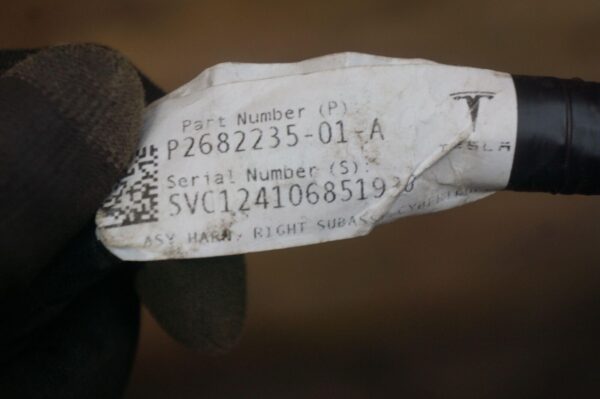 Part Number (P)
P2682235-01-A
TESLA
Serial Number (S):
ASY HARN, RIGHT SUBASSY